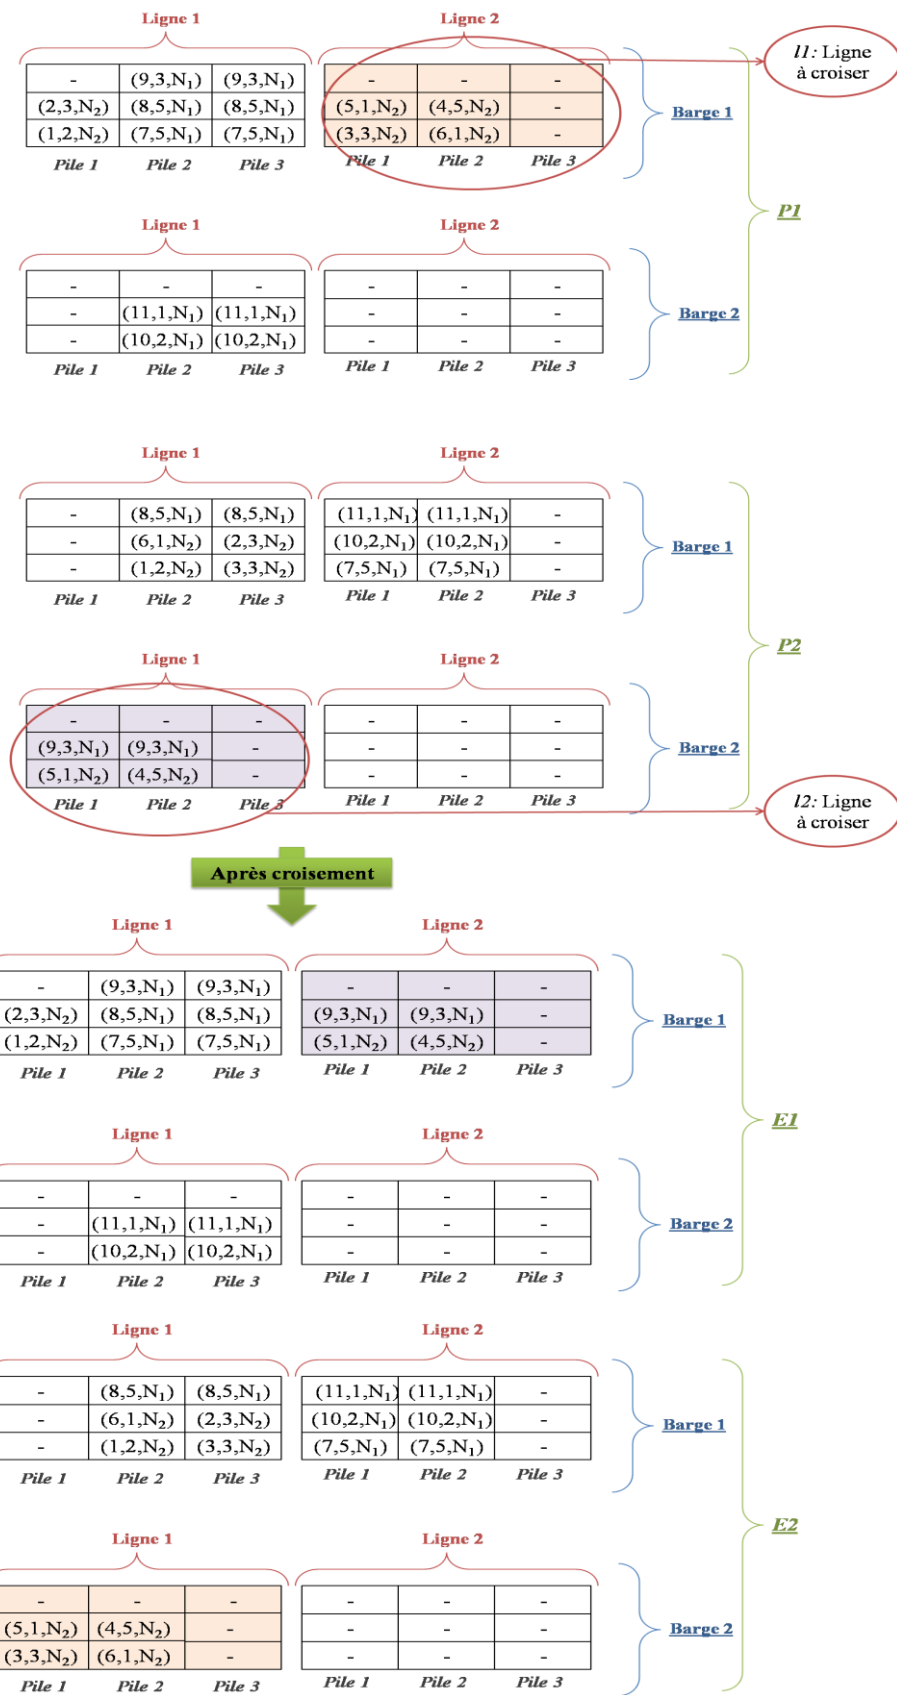 Ligne 1 Ligne 2
l1: Ligne
à croiser
- (9,3,N₁) (9,3,N₁) - - -
(2,3,N₂) (8,5,N₁) (8,5,N₁) (5,1,N₂) (4,5,N₂) - Barge 1
(1,2,N₂) (7,5,N₁) (7,5,N₁) (3,3,N₂) (6,1,N₂) -
Pile 1 Pile 2 Pile 3 Pile 1 Pile 2 Pile 3
P1
Ligne 1 Ligne 2
- - - - - -
- (11,1,N₁) (11,1,N₁) - - - Barge 2
- (10,2,N₁) (10,2,N₁) - - -
Pile 1 Pile 2 Pile 3 Pile 1 Pile 2 Pile 3
Ligne 1 Ligne 2
- (8,5,N₁) (8,5,N₁) (11,1,N₁) (11,1,N₁) -
- (6,1,N₂) (2,3,N₂) (10,2,N₁) (10,2,N₁) - Barge 1
- (1,2,N₂) (3,3,N₂) (7,5,N₁) (7,5,N₁) -
Pile 1 Pile 2 Pile 3 Pile 1 Pile 2 Pile 3
P2
Ligne 1 Ligne 2
- - - - - -
(9,3,N₁) (9,3,N₁) - - - - Barge 2
(5,1,N₂) (4,5,N₂) - - - -
Pile 1 Pile 2 Pile 3 Pile 1 Pile 2 Pile 3
l2: Ligne
à croiser
Après croisement
Ligne 1 Ligne 2
- (9,3,N₁) (9,3,N₁) - - -
(2,3,N₂) (8,5,N₁) (8,5,N₁) (9,3,N₁) (9,3,N₁) - Barge 1
(1,2,N₂) (7,5,N₁) (7,5,N₁) (5,1,N₂) (4,5,N₂) -
Pile 1 Pile 2 Pile 3 Pile 1 Pile 2 Pile 3
E1
Ligne 1 Ligne 2
- - - - - -
- (11,1,N₁) (11,1,N₁) - - - Barge 2
- (10,2,N₁) (10,2,N₁) - - -
Pile 1 Pile 2 Pile 3 Pile 1 Pile 2 Pile 3
Ligne 1 Ligne 2
- (8,5,N₁) (8,5,N₁) (11,1,N₁) (11,1,N₁) -
- (6,1,N₂) (2,3,N₂) (10,2,N₁) (10,2,N₁) - Barge 1
- (1,2,N₂) (3,3,N₂) (7,5,N₁) (7,5,N₁) -
Pile 1 Pile 2 Pile 3 Pile 1 Pile 2 Pile 3
E2
Ligne 1 Ligne 2
- - - - - -
(5,1,N₂) (4,5,N₂) - - - - Barge 2
(3,3,N₂) (6,1,N₂) - - - -
Pile 1 Pile 2 Pile 3 Pile 1 Pile 2 Pile 3